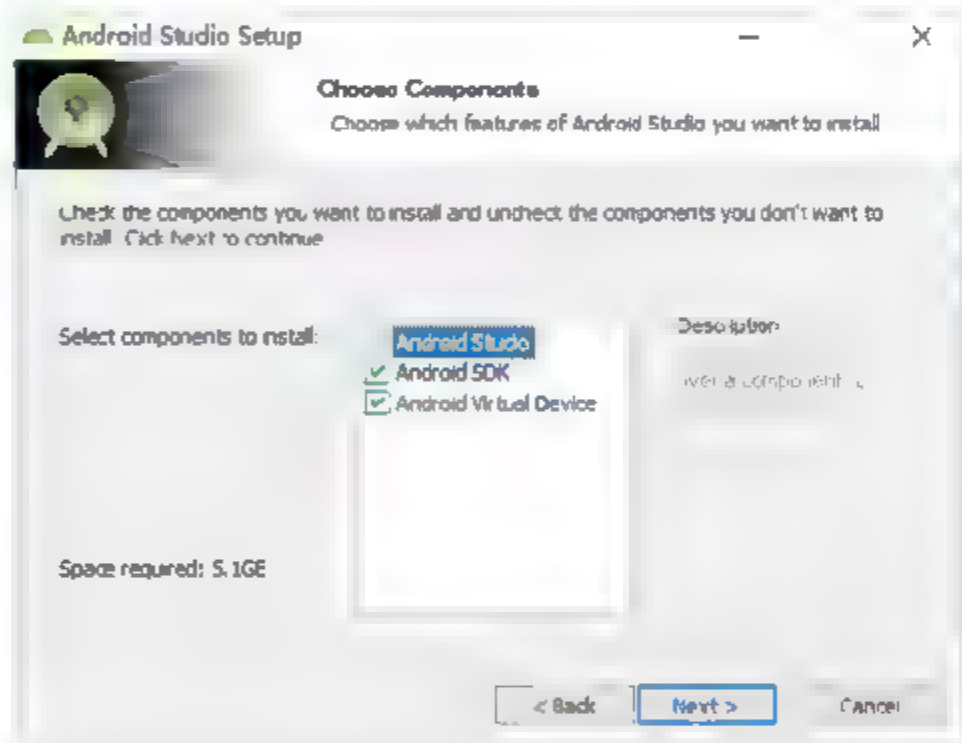 Android Studio Setup
Choose Components
Choose which features of Android Studio you want to install
Check the components you want to install and uncheck the components you don't want to
install. Click Next to continue
Select components to install:
Android Studio
Android SDK
Android Virtual Device
Description
over a component
Space required: 5.1GB
< Back
Next >
Cancel